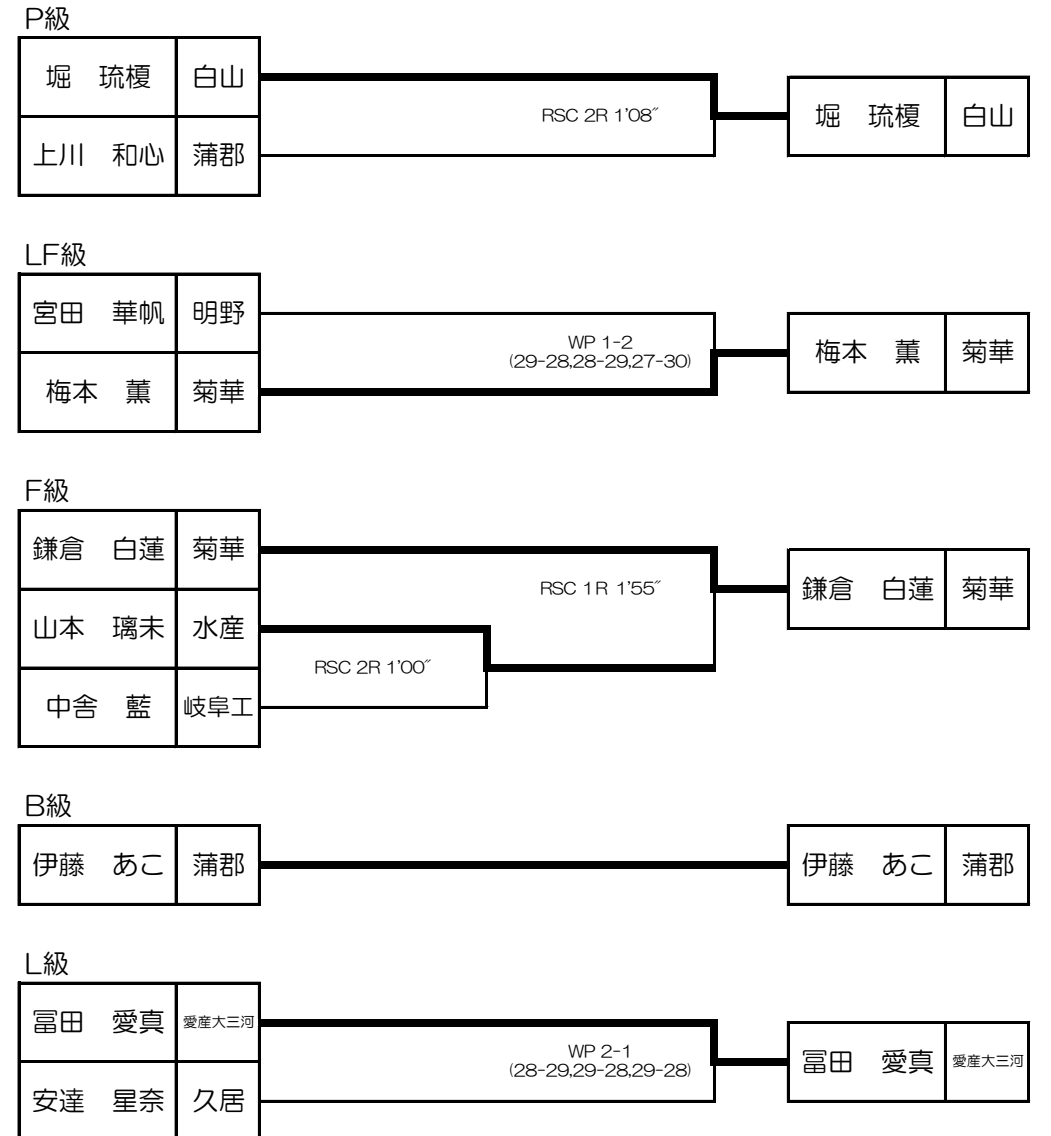 P級
堀　琉榎 白山
RSC 2R 1'08″
堀　琉榎 白山
上川　和心 蒲郡
LF級
宮田　華帆 明野
WP 1-2
(29-28,28-29,27-30)
梅本　薫 菊華
梅本　薫 菊華
F級
鎌倉　白蓮 菊華
RSC 1R 1'55″
鎌倉　白蓮 菊華
山本　璃未 水産
RSC 2R 1'00″
中舎　藍 岐阜工
B級
伊藤　あこ 蒲郡
伊藤　あこ 蒲郡
L級
冨田　愛真 愛産大三河
WP 2-1
(28-29,29-28,29-28)
冨田　愛真 愛産大三河
安達　星奈 久居